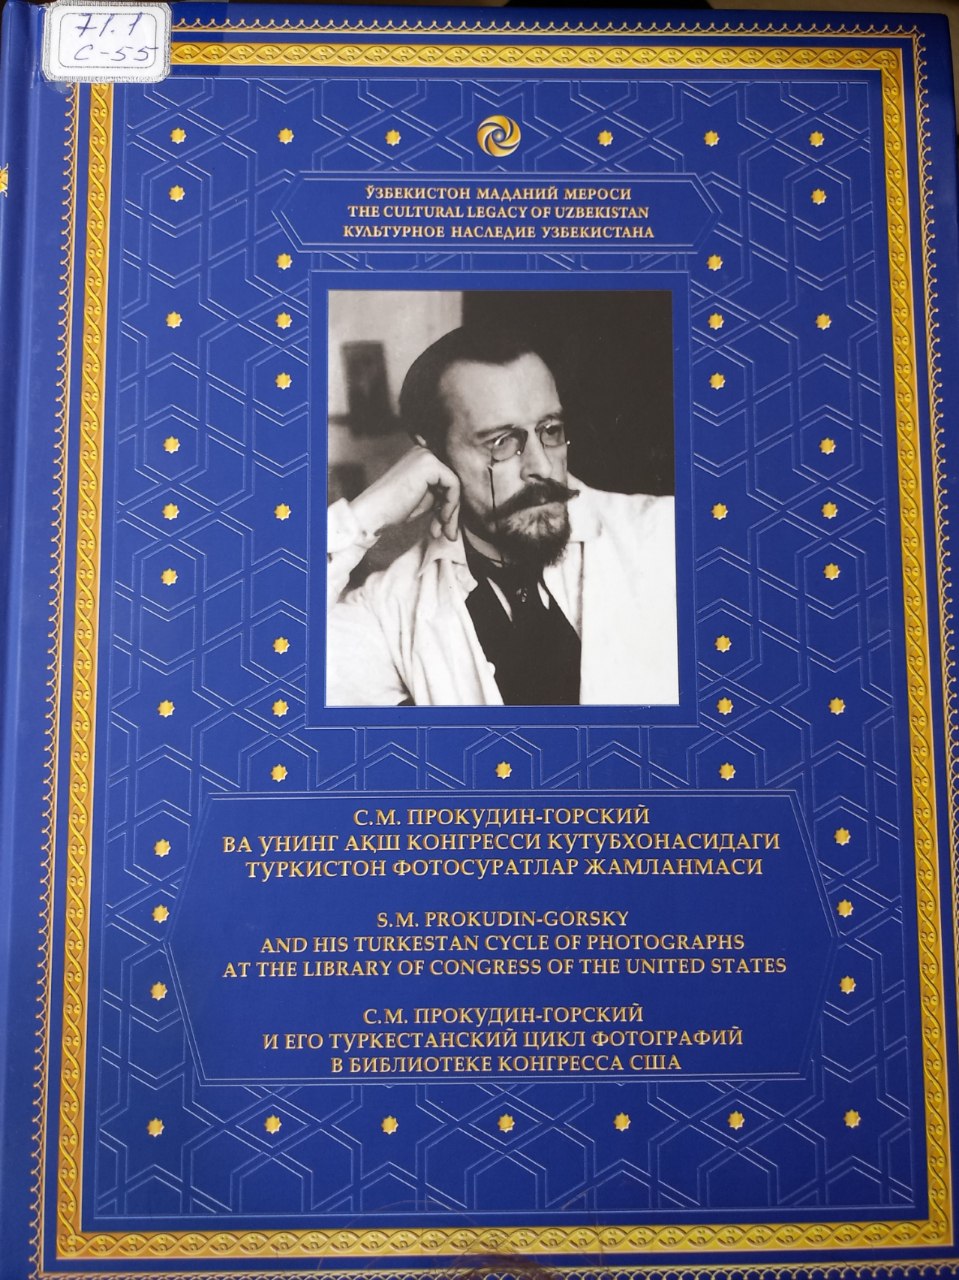 71.1
С-55
ЎЗБЕКИСТОН МАДАНИЙ МЕРОСИ
THE CULTURAL LEGACY OF UZBEKISTAN
КУЛЬТУРНОЕ НАСЛЕДИЕ УЗБЕКИСТАНА
С.М. ПРОКУДИН-ГОРСКИЙ
ВА УНИНГ АҚШ КОНГРЕССИ КУТУБХОНАСИДАГИ
ТУРКИСТОН ФОТОСУРАТЛАР ЖАМЛАНМАСИ
S.M. PROKUDIN-GORSKY
AND HIS TURKESTAN CYCLE OF PHOTOGRAPHS
AT THE LIBRARY OF CONGRESS OF THE UNITED STATES
С.М. ПРОКУДИН-ГОРСКИЙ
И ЕГО ТУРКЕСТАНСКИЙ ЦИКЛ ФОТОГРАФИЙ
В БИБЛИОТЕКЕ КОНГРЕССА США